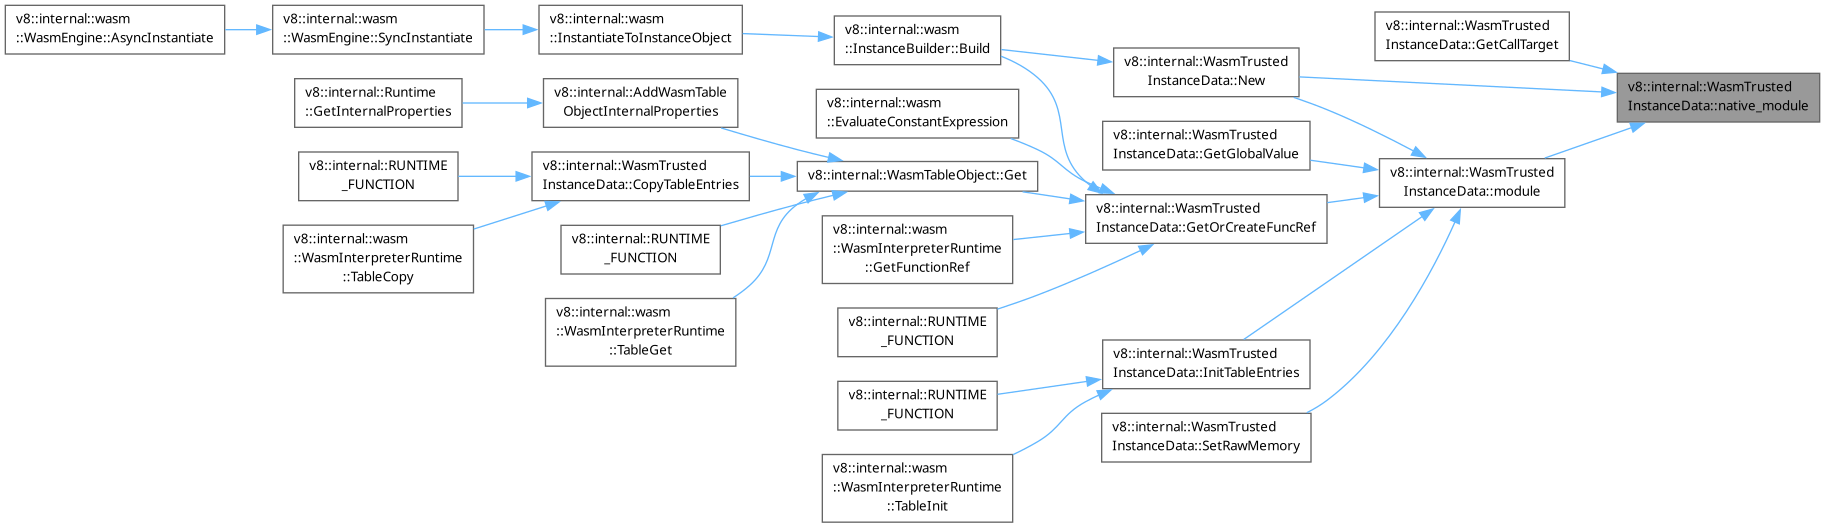 v8::internal::wasm
::WasmEngine::AsyncInstantiate
v8::internal::wasm
::WasmEngine::SyncInstantiate
v8::internal::wasm
::InstantiateToInstanceObject
v8::internal::wasm
::InstanceBuilder::Build
v8::internal::WasmTrusted
InstanceData::GetCallTarget
v8::internal::WasmTrusted
InstanceData::New
v8::internal::WasmTrusted
InstanceData::native_module
v8::internal::Runtime
::GetInternalProperties
v8::internal::AddWasmTable
ObjectInternalProperties
v8::internal::wasm
::EvaluateConstantExpression
v8::internal::WasmTrusted
InstanceData::GetGlobalValue
v8::internal::RUNTIME
_FUNCTION
v8::internal::WasmTrusted
InstanceData::CopyTableEntries
v8::internal::WasmTableObject::Get
v8::internal::WasmTrusted
InstanceData::module
v8::internal::WasmTrusted
InstanceData::GetOrCreateFuncRef
v8::internal::wasm
::WasmInterpreterRuntime
::TableCopy
v8::internal::RUNTIME
_FUNCTION
v8::internal::wasm
::WasmInterpreterRuntime
::GetFunctionRef
v8::internal::wasm
::WasmInterpreterRuntime
::TableGet
v8::internal::RUNTIME
_FUNCTION
v8::internal::WasmTrusted
InstanceData::InitTableEntries
v8::internal::RUNTIME
_FUNCTION
v8::internal::WasmTrusted
InstanceData::SetRawMemory
v8::internal::wasm
::WasmInterpreterRuntime
::TableInit